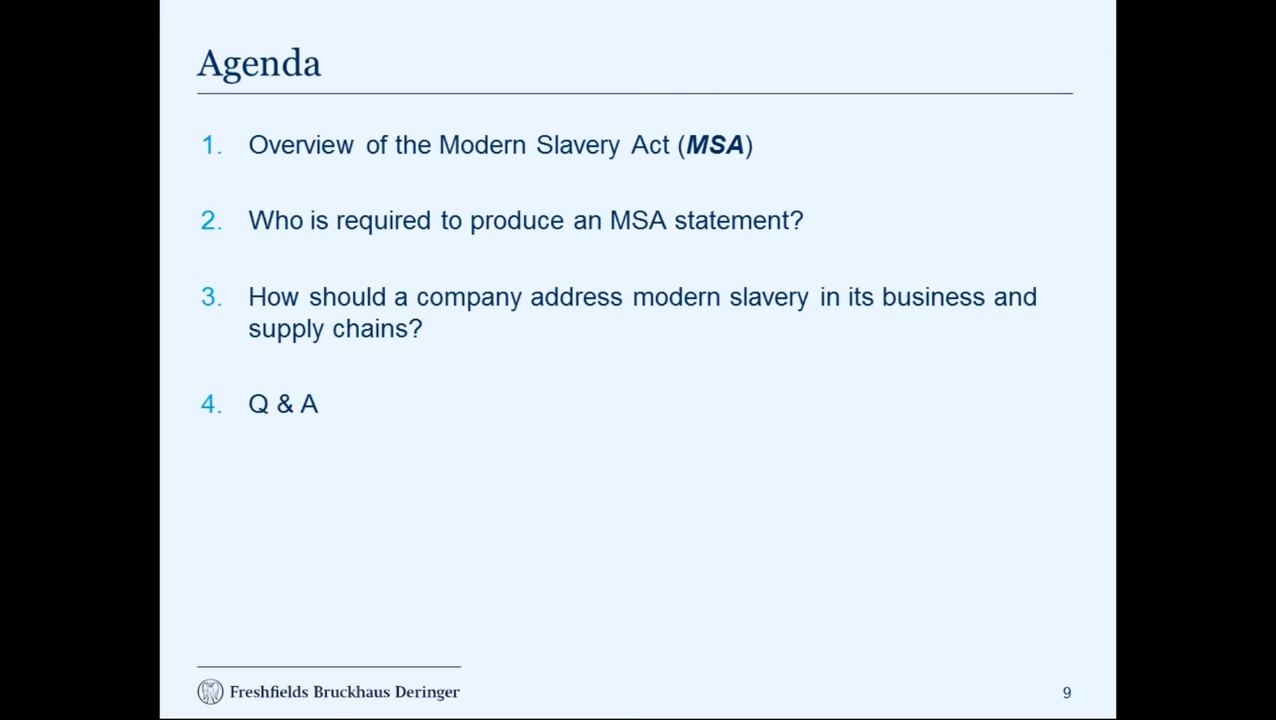 Agenda
1. Overview of the Modern Slavery Act (MSA)
2. Who is required to produce an MSA statement?
3. How should a company address modern slavery in its business and
supply chains?
4. Q & A
Freshfields Bruckhaus Deringer
9